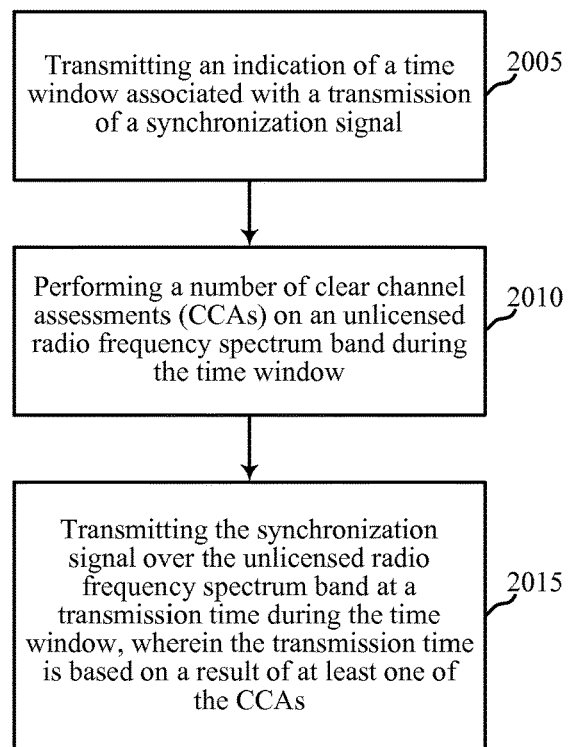 Transmitting an indication of a time
window associated with a transmission
of a synchronization signal
2005
Performing a number of clear channel
assessments (CCAs) on an unlicensed
radio frequency spectrum band during
the time window
2010
Transmitting the synchronization
signal over the unlicensed radio
frequency spectrum band at a
transmission time during the time
window, wherein the transmission time
is based on a result of at least one of
the CCAs
2015